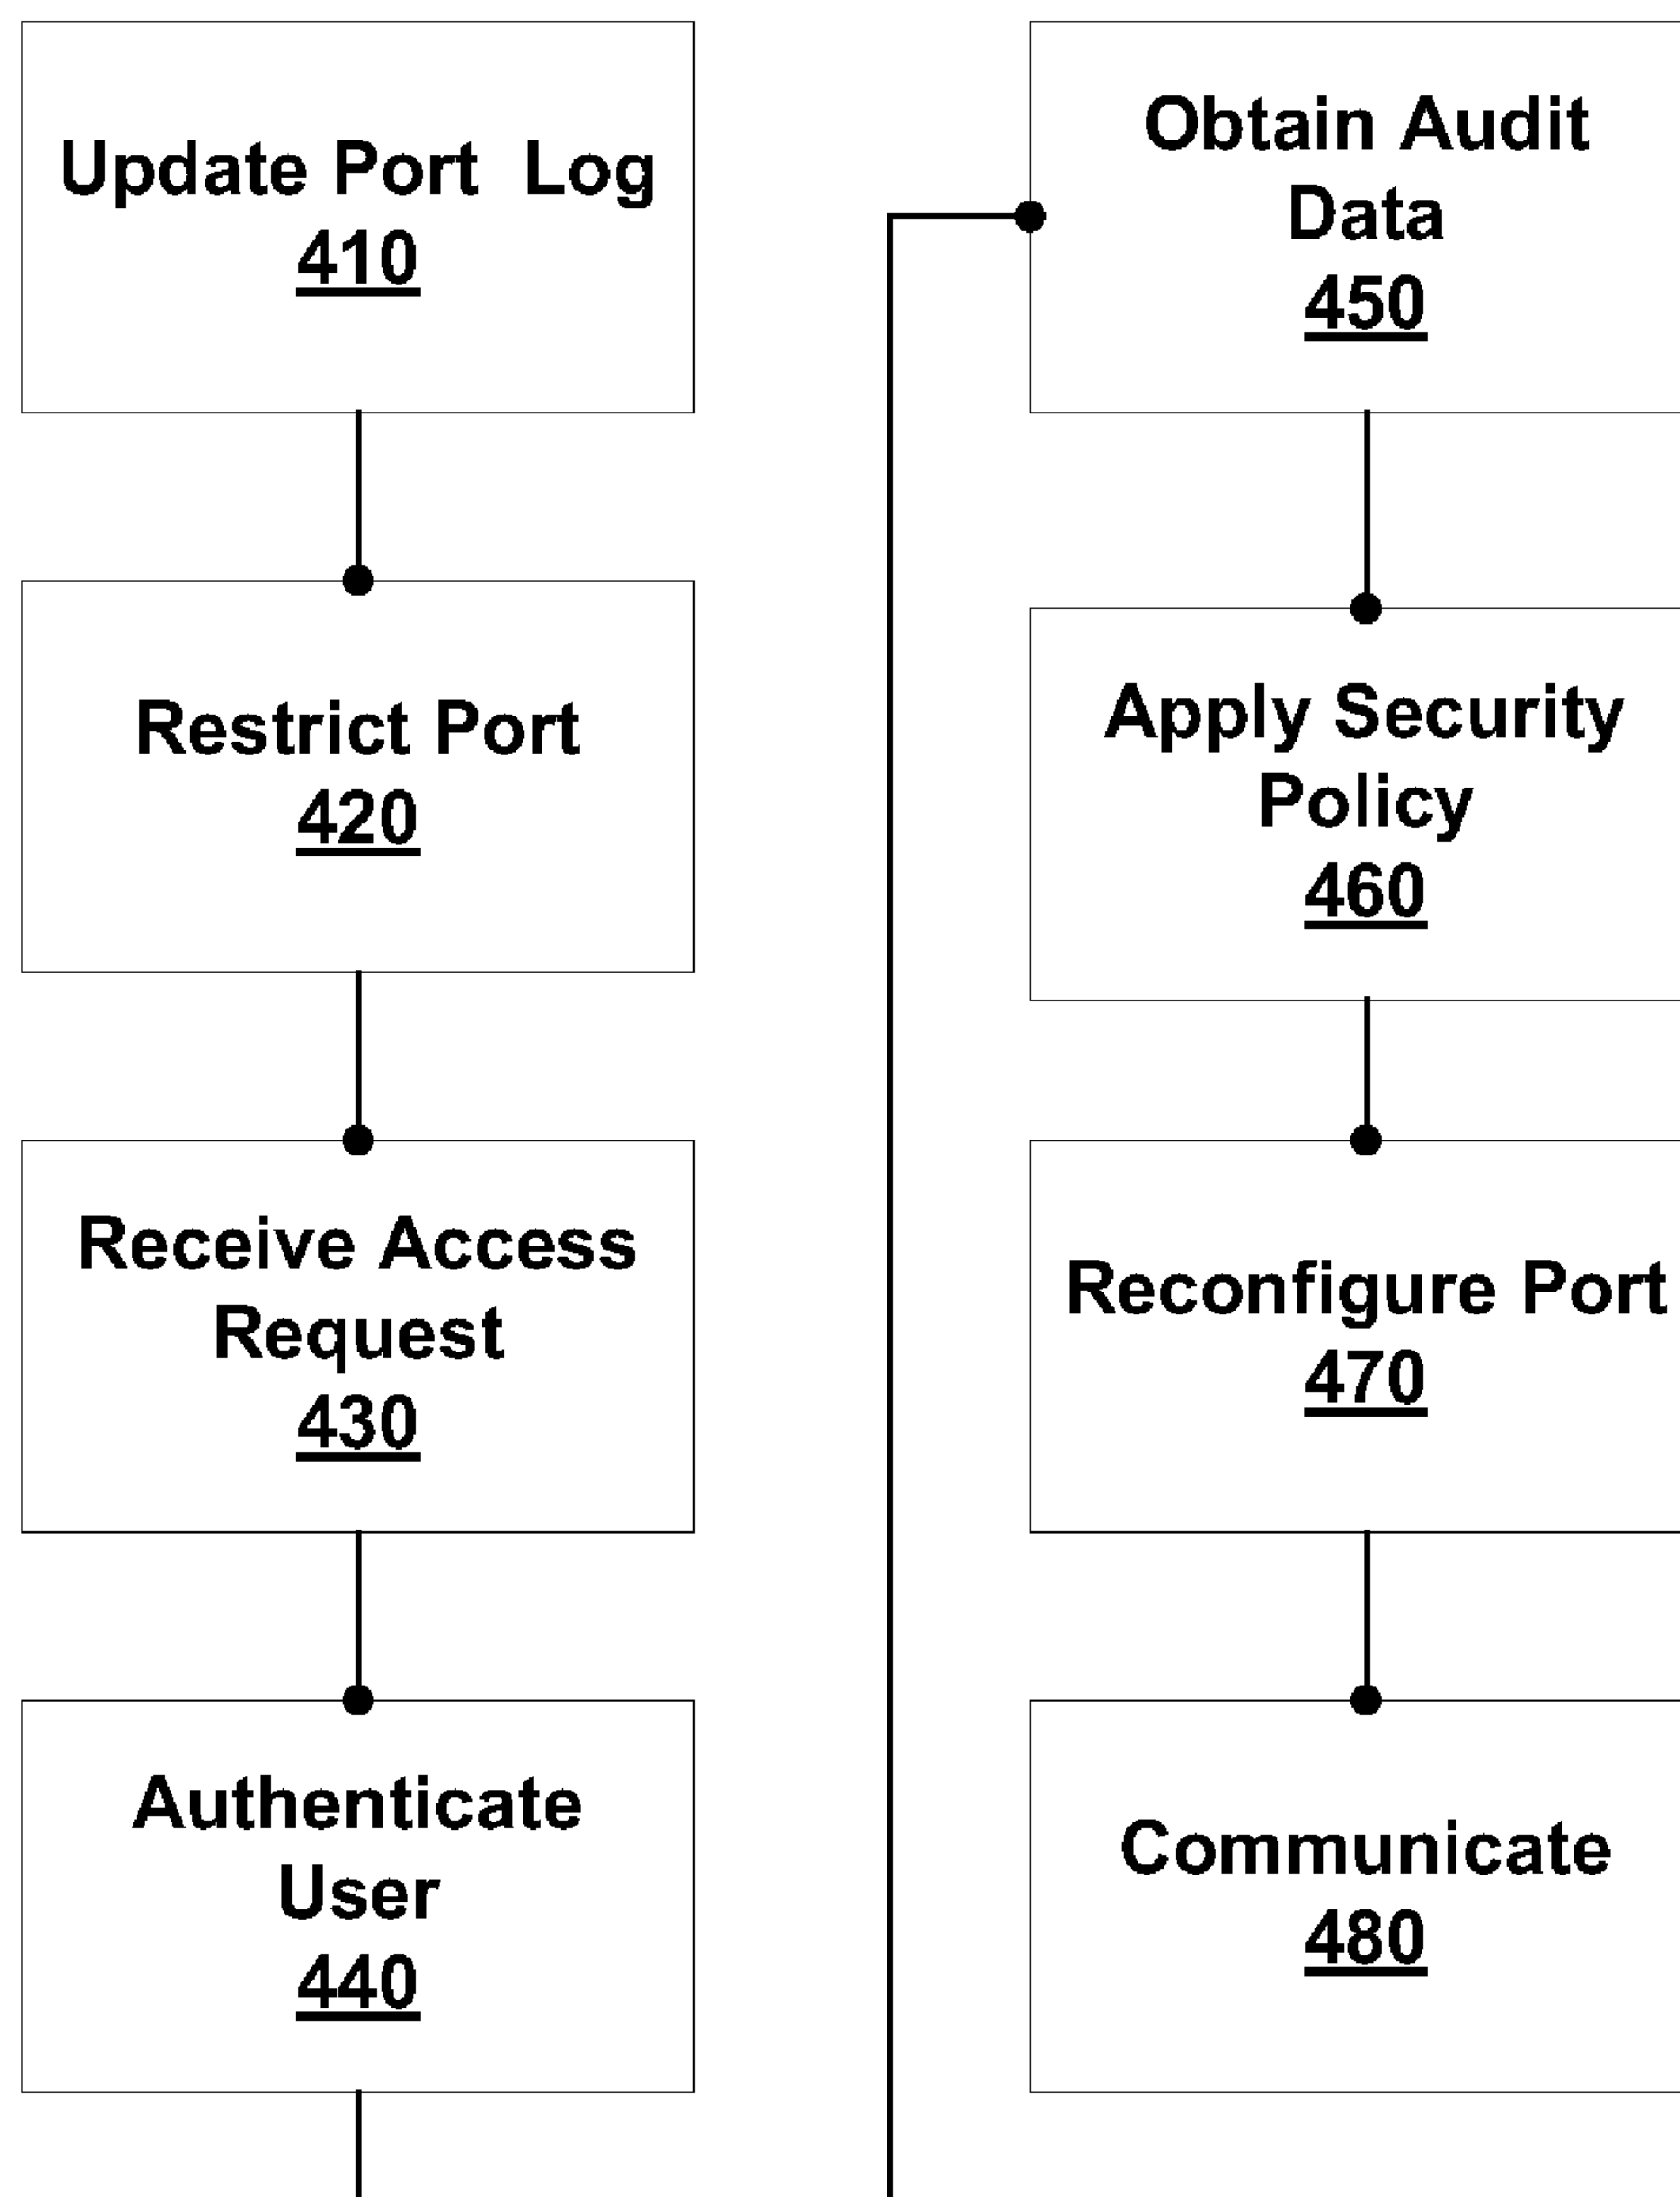 Update Port Log
410
Restrict Port
420
Receive Access
Request
430
Authenticate
User
440
Obtain Audit
Data
450
Apply Security
Policy
460
Reconfigure Port
470
Communicate
480